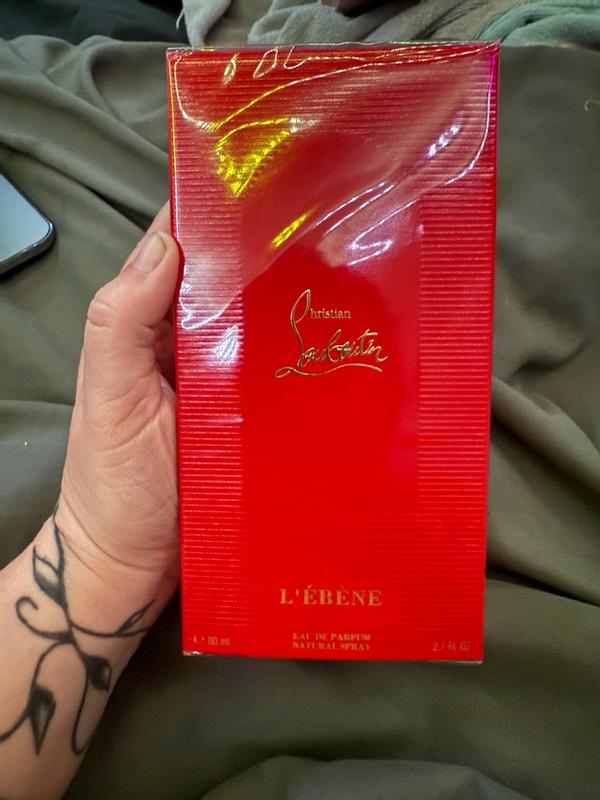 Christian
Louboutin
L'ÉBÈNE
EAU DE PARFUM
NATURAL SPRAY
℮ 80 ml
2.7 FL OZ